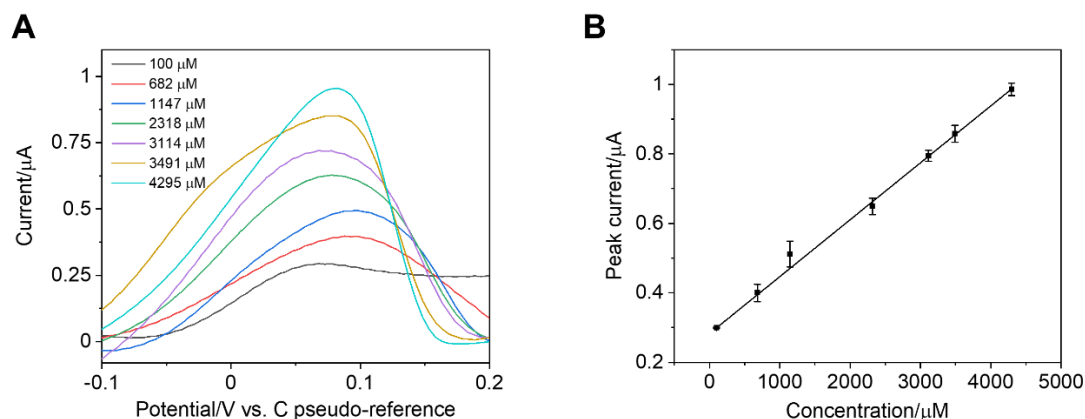 A
100 μM
682 μM
1147 μM
2318 μM
3114 μM
3491 μM
4295 μM
1
0.75
0.5
0.25
0
Current/μA
-0.1
0
0.1
0.2
Potential/V vs. C pseudo-reference
B
1
0.8
0.6
0.4
0.2
Peak current/μA
0
1000
2000
3000
4000
5000
Concentration/μM